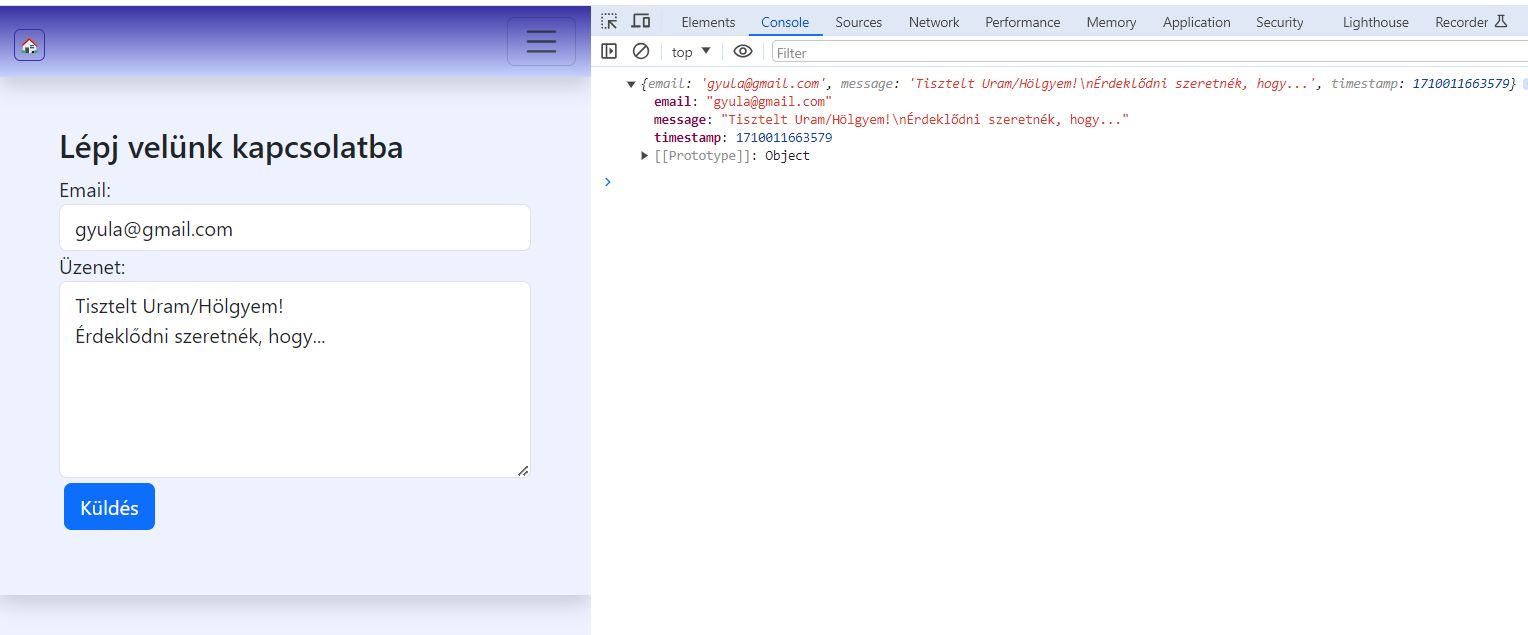 Lépj velünk kapcsolatba
Email:
gyula@gmail.com
Üzenet:
Tisztelt Uram/Hölgyem!
Érdeklődni szeretnék, hogy...
Küldés
Elements Console Sources Network Performance Memory Application Security Lighthouse Recorder
top Filter
{email: 'gyula@gmail.com', message: 'Tisztelt Uram/Hölgyem!\nÉrdeklődni szeretnék, hogy...', timestamp: 1710011663579}
email: "gyula@gmail.com"
message: "Tisztelt Uram/Hölgyem!\nÉrdeklődni szeretnék, hogy..."
timestamp: 1710011663579
[[Prototype]]: Object